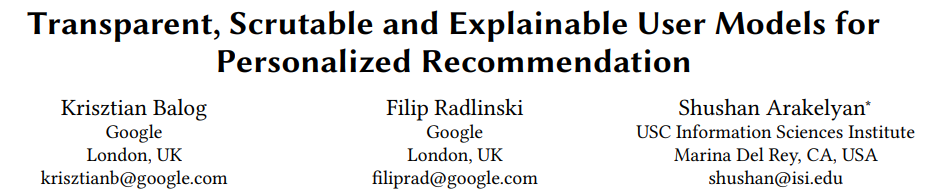 Transparent, Scrutable and Explainable User Models for
Personalized Recommendation
Krisztian Balog
Google
London, UK
krisztianb@google.com
Filip Radlinski
Google
London, UK
filiprad@google.com
Shushan Arakelyan*
USC Information Sciences Institute
Marina Del Rey, CA, USA
shushan@isi.edu